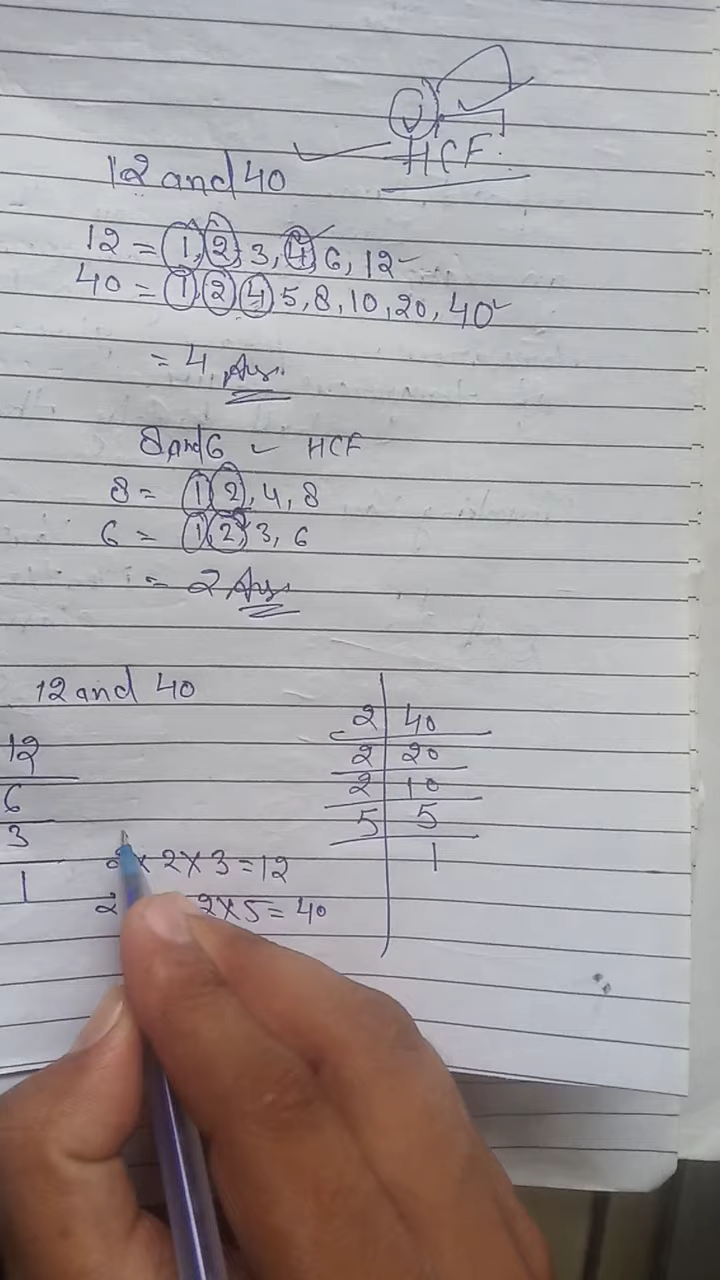 HCF
12 and 40
12 = 1, 2, 3, 4, 6, 12
40 = 1, 2, 4, 5, 8, 10, 20, 40
= 4 Ans.
8 and 6 - HCF
8 = 1, 2, 4, 8
6 = 1, 2, 3, 6
= 2 Ans
12 and 40
12
6
3
1
2 40
2 20
2 10
5 5
1
2 × 2 × 3 = 12
2 2 × 5 = 40